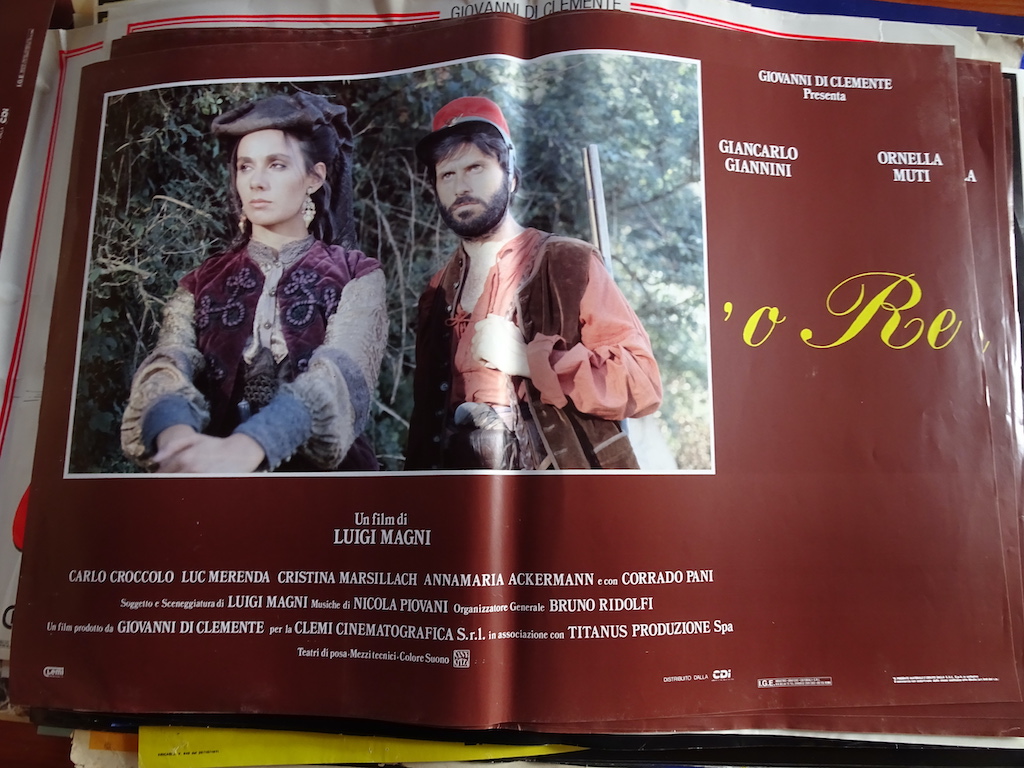 GIOVANNI DI CLEMENTE
GIOVANNI DI CLEMENTE
Presenta
GIANCARLO
GIANNINI
ORNELLA
MUTI
A
'o Re
Un film di
LUIGI MAGNI
CARLO CROCCOLO LUC MERENDA CRISTINA MARSILLACH ANNAMARIA ACKERMANN e con CORRADO PANI
Soggetto e Sceneggiatura di LUIGI MAGNI Musiche di NICOLA PIOVANI Organizzatore Generale BRUNO RIDOLFI
Un film prodotto da GIOVANNI DI CLEMENTE per la CLEMI CINEMATOGRAFICA S.r.l. in associazione con TITANUS PRODUZIONE Spa
Teatri di posa - Mezzi tecnici - Colore Suono
DISTRIBUITO DALLA CDi
I.G.E.